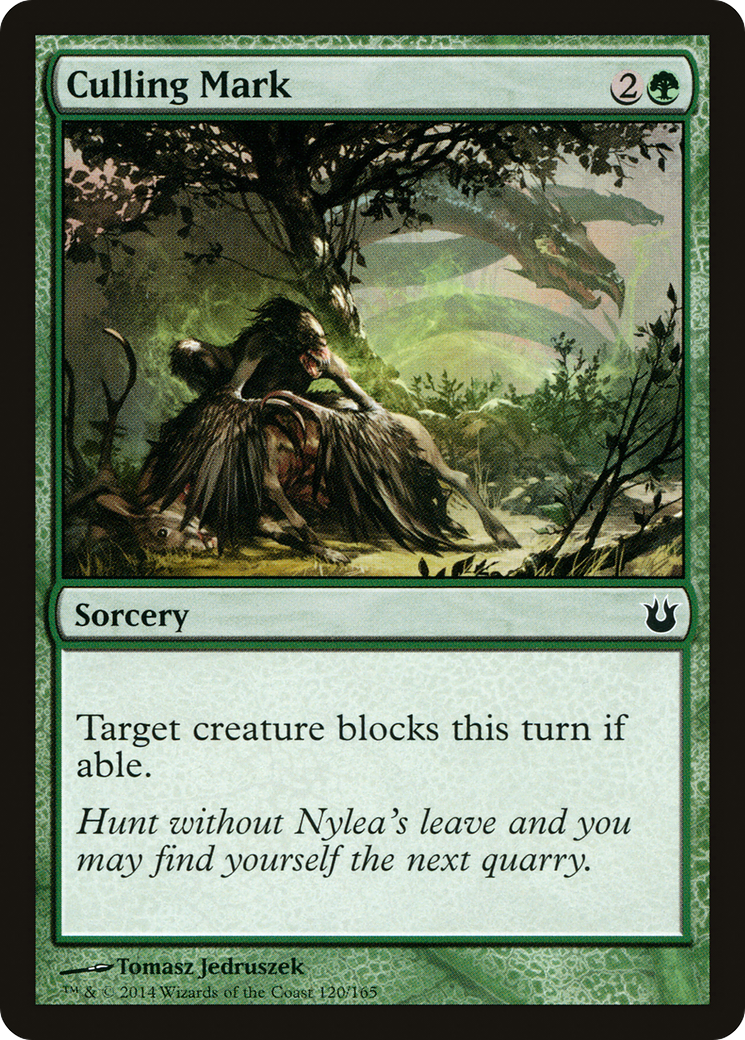 Culling Mark 2
Sorcery
Target creature blocks this turn if
able.
Hunt without Nylea's leave and you
may find yourself the next quarry.
Tomasz Jedruszek
™ & © 2014 Wizards of the Coast 120/165